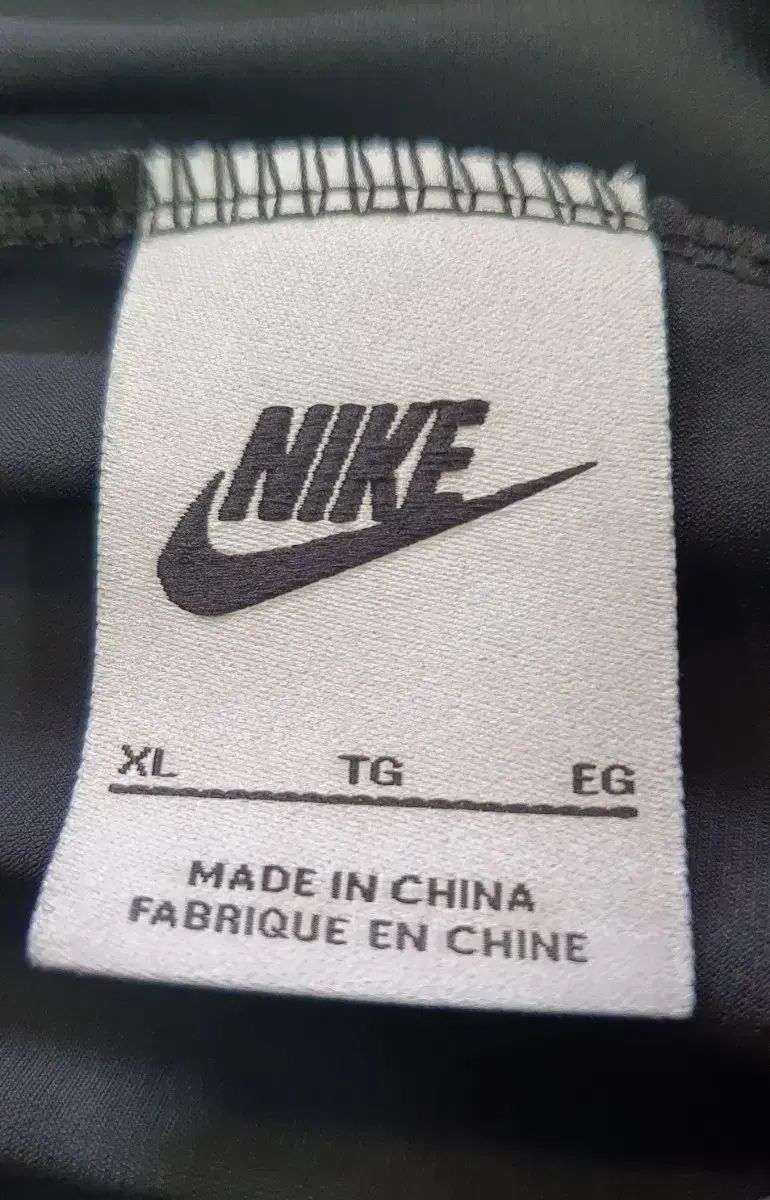 NIKE
XL TG EG
MADE IN CHINA
FABRIQUE EN CHINE